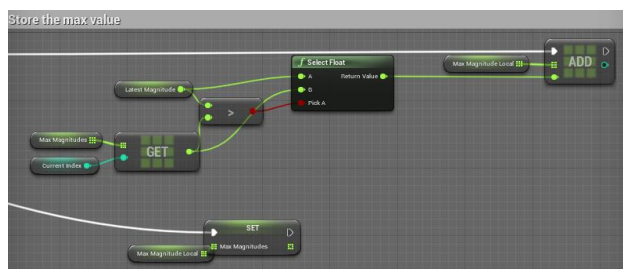 Store the max value
Select Float
A
Return Value
B
Pick A
Max Magnitude Local
ADD
Latest Magnitude
>
Max Magnitudes
GET
Current Index
SET
Max Magnitudes
Max Magnitude Local